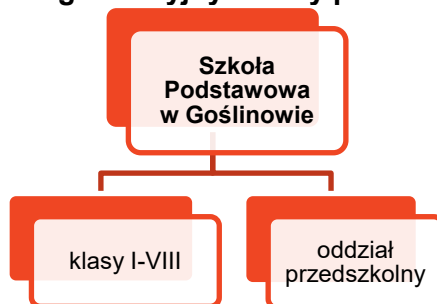 Szkoła
Podstawowa
w Goślinowie
klasy I-VIII
oddział
przedszkolny